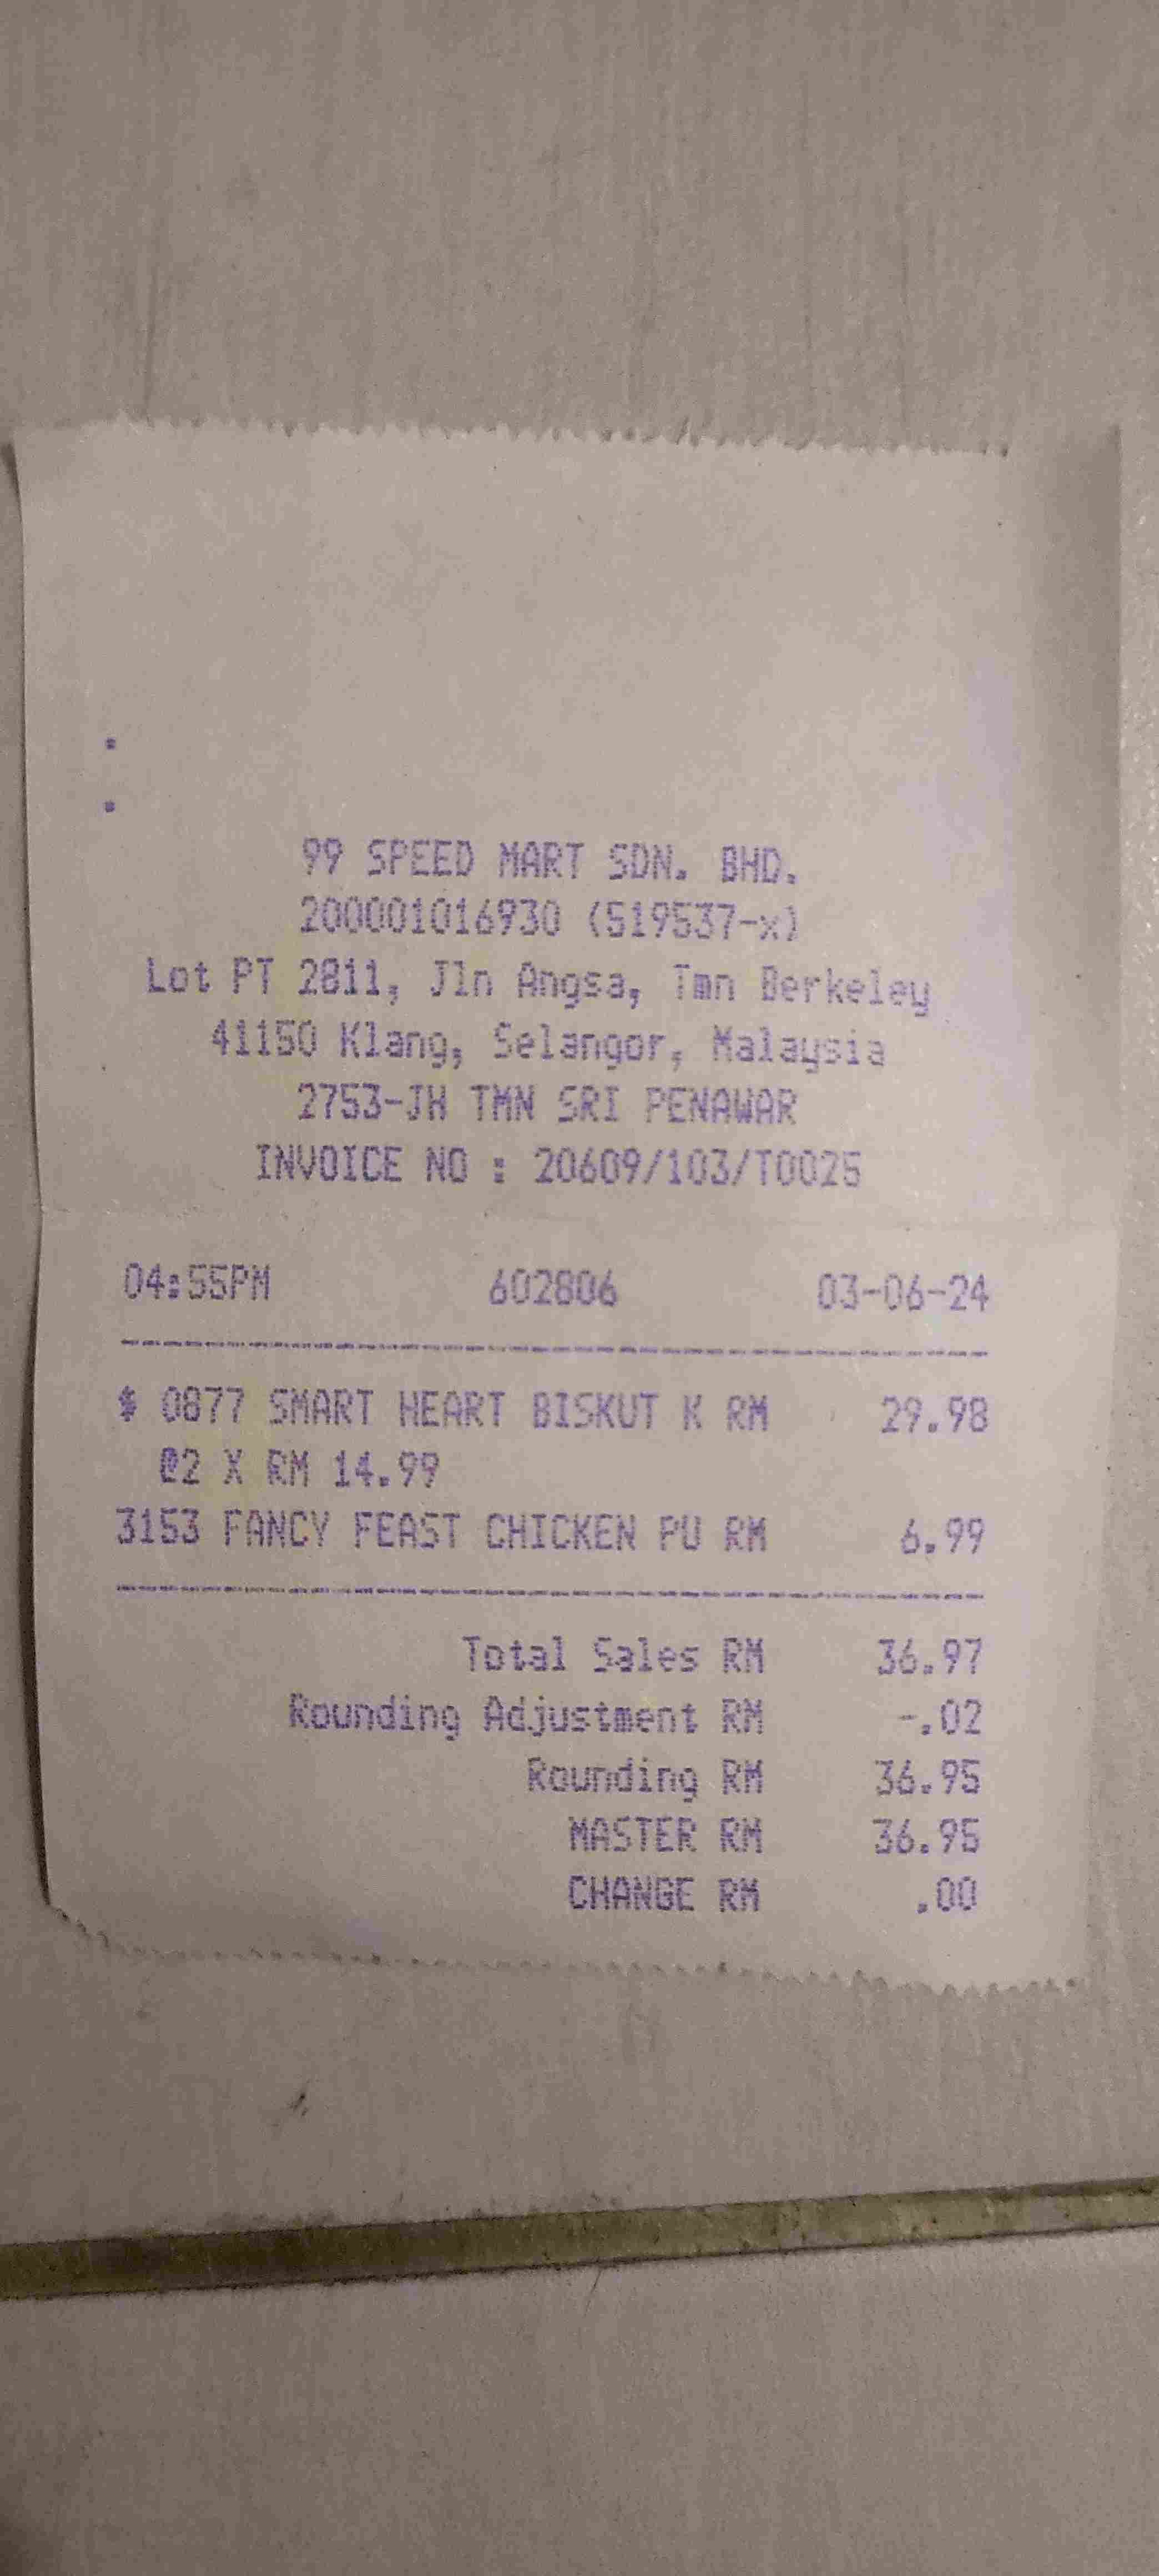 99 SPEED MART SDN. BHD.
200001016930 (519537-x)
Lot PT 2811, Jln Angsa, Tmn Berkeley
41150 Klang, Selangor, Malaysia
2753-JH TMN SRI PENAWAR
INVOICE NO : 20609/103/T0025
04:55PM 602806 03-06-24
$ 0877 SMART HEART BISKUT K RM 29.98
@2 X RM 14.99
3153 FANCY FEAST CHICKEN PU RM 6.99
Total Sales RM 36.97
Rounding Adjustment RM -.02
Rounding RM 36.95
MASTER RM 36.95
CHANGE RM .00